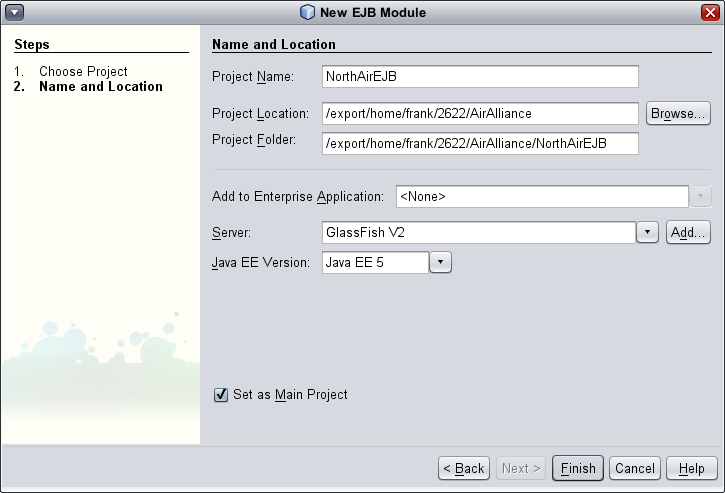 New EJB Module
Steps
1. Choose Project
2. Name and Location
Name and Location
Project Name: NorthAirEJB
Project Location: /export/home/frank/2622/AirAlliance Browse...
Project Folder: /export/home/frank/2622/AirAlliance/NorthAirEJB
Add to Enterprise Application: <None>
Server: GlassFish V2 Add...
Java EE Version: Java EE 5
Set as Main Project
< Back Next > Finish Cancel Help